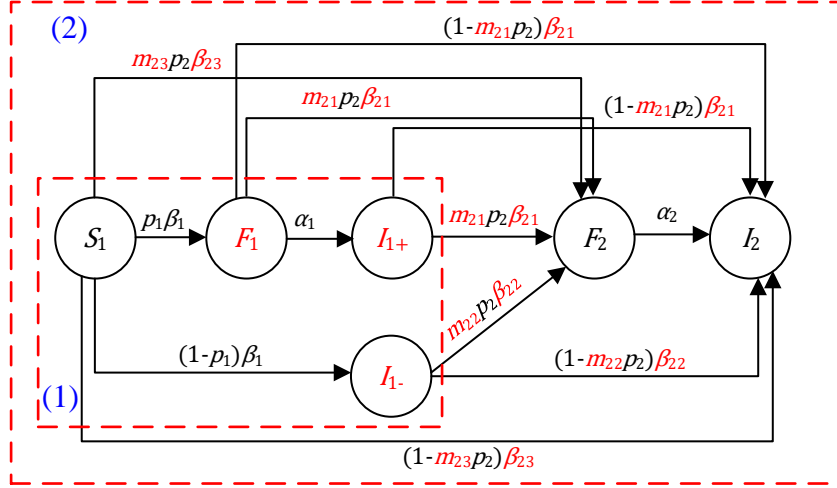 (2)
(1-m₂₁p₂)β₂₁
m₂₃p₂β₂₃
m₂₁p₂β₂₁
(1-m₂₁p₂)β₂₁
S₁
p₁β₁
F₁
α₁
I₁₊
m₂₁p₂β₂₁
F₂
α₂
I₂
m₂₂p₂β₂₂
(1-p₁)β₁
I₁₋
(1-m₂₂p₂)β₂₂
(1)
(1-m₂₃p₂)β₂₃